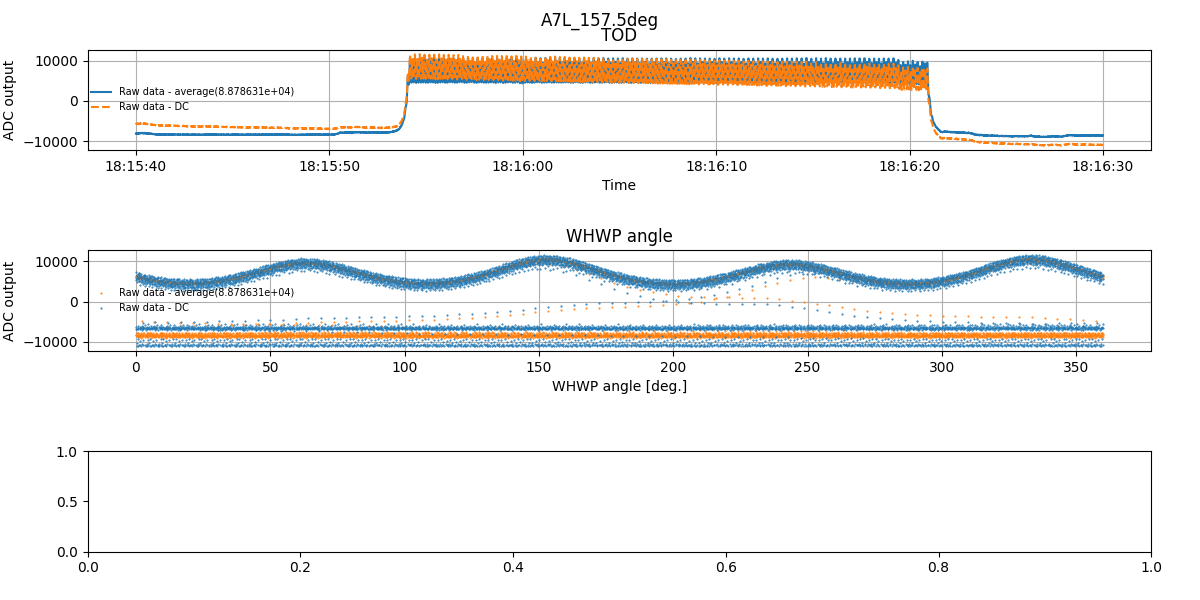 A7L_157.5deg
TOD
ADC output
10000
0
−10000
Raw data - average(8.878631e+04)
Raw data - DC
18:15:40 18:15:50 18:16:00 18:16:10 18:16:20 18:16:30
Time
WHWP angle
ADC output
10000
0
−10000
Raw data - average(8.878631e+04)
Raw data - DC
0 50 100 150 200 250 300 350
WHWP angle [deg.]
1.0
0.5
0.0
0.0 0.2 0.4 0.6 0.8 1.0